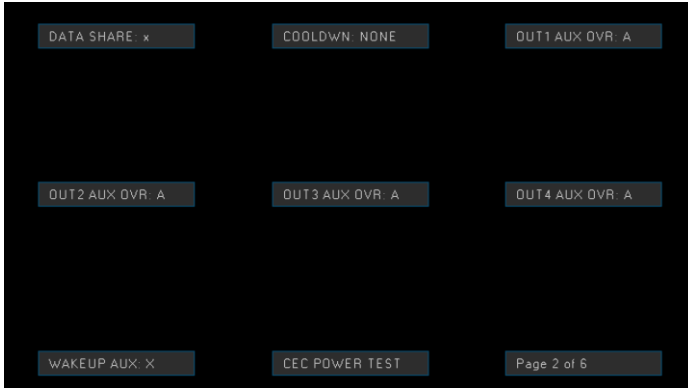 DATA SHARE: x
COOLDWN: NONE
OUT1 AUX OVR: A
OUT2 AUX OVR: A
OUT3 AUX OVR: A
OUT4 AUX OVR: A
WAKEUP AUX: X
CEC POWER TEST
Page 2 of 6